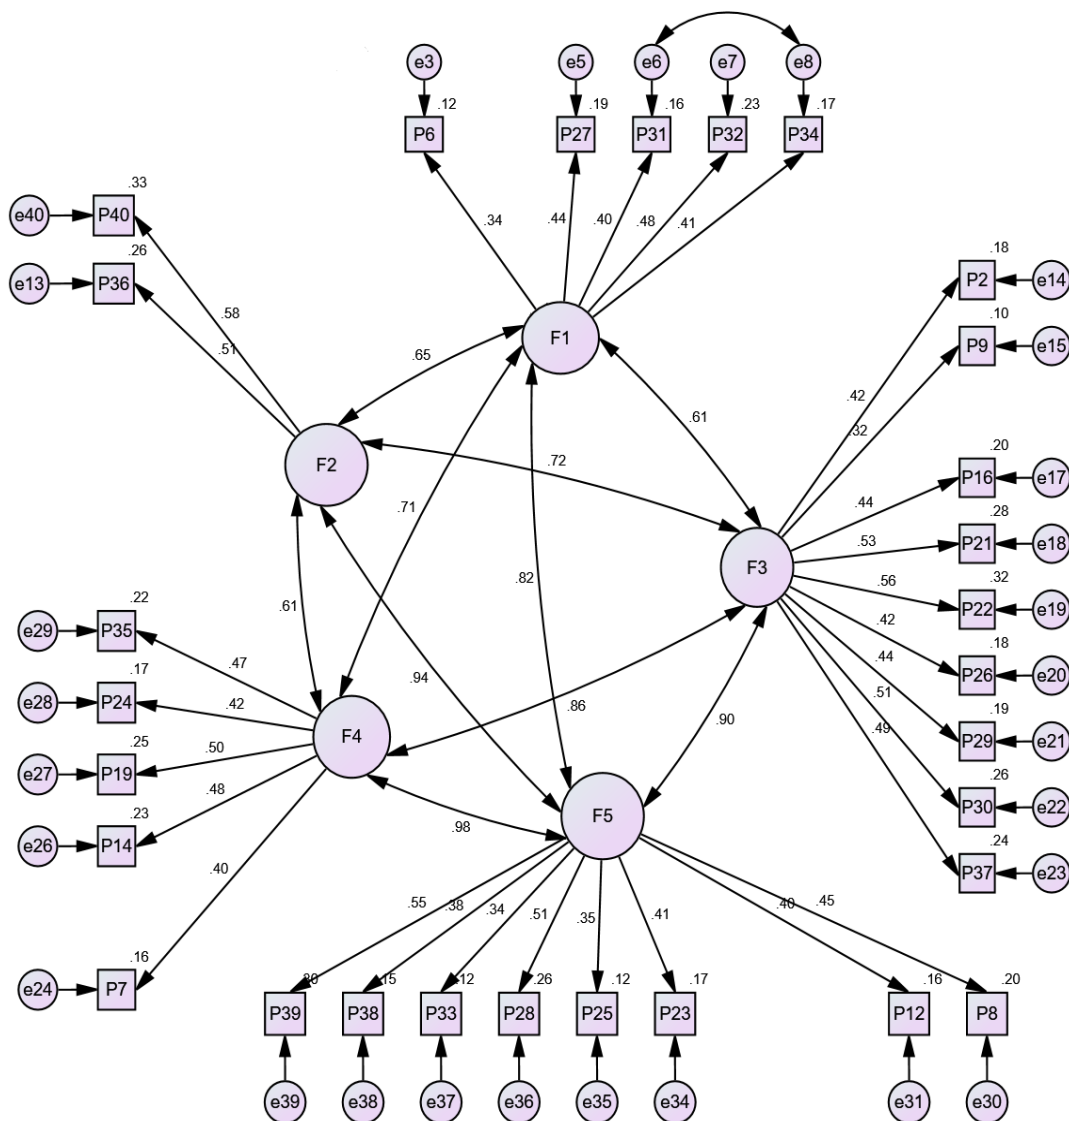 e3 e5 e6 e7 e8
.12 .19 .16 .23 .17
P6 P27 P31 P32 P34
.34 .44 .40 .48 .41
.33
e40 P40
.26
e13 P36
.58
.51
.18
P2 e14
.10
P9 e15
F1
.65
.61
.42
.32
F2
.72
.71
.20
P16 e17
.44
.28
P21 e18
.53
F3
.82
.56
.32
P22 e19
.61
.42
.18
P26 e20
.22
e29 P35
.47
.44
.19
P29 e21
.17
e28 P24
.42
.94
.86
.90
.51
.49
F4
.25
e27 P19
.50
.26
P30 e22
.48
.23
e26 P14
.98
F5
.24
P37 e23
.40
.16
e24 P7
.55 .38 .34 .51 .35 .41 .40 .45
.15 .12 .26 .12 .17 .16 .20
P39 P38 P33 P28 P25 P23 P12 P8
e39 e38 e37 e36 e35 e34 e31 e30